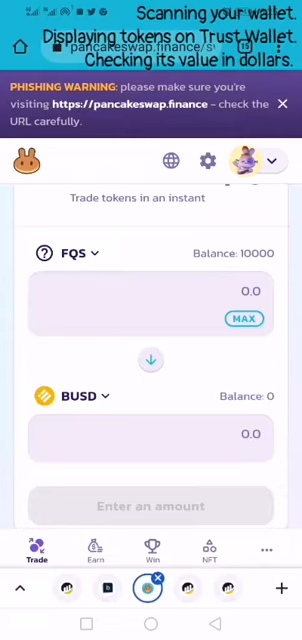 Scanning your wallet.
Displaying tokens on Trust Wallet.
Checking its value in dollars.
pancakeswap.finance/s
15
PHISHING WARNING: please make sure you're
visiting https://pancakeswap.finance - check the
URL carefully.
Trade tokens in an instant
FQS
Balance: 10000
0.0
MAX
BUSD
Balance: 0
0.0
Enter an amount
Trade
Earn
Win
NFT